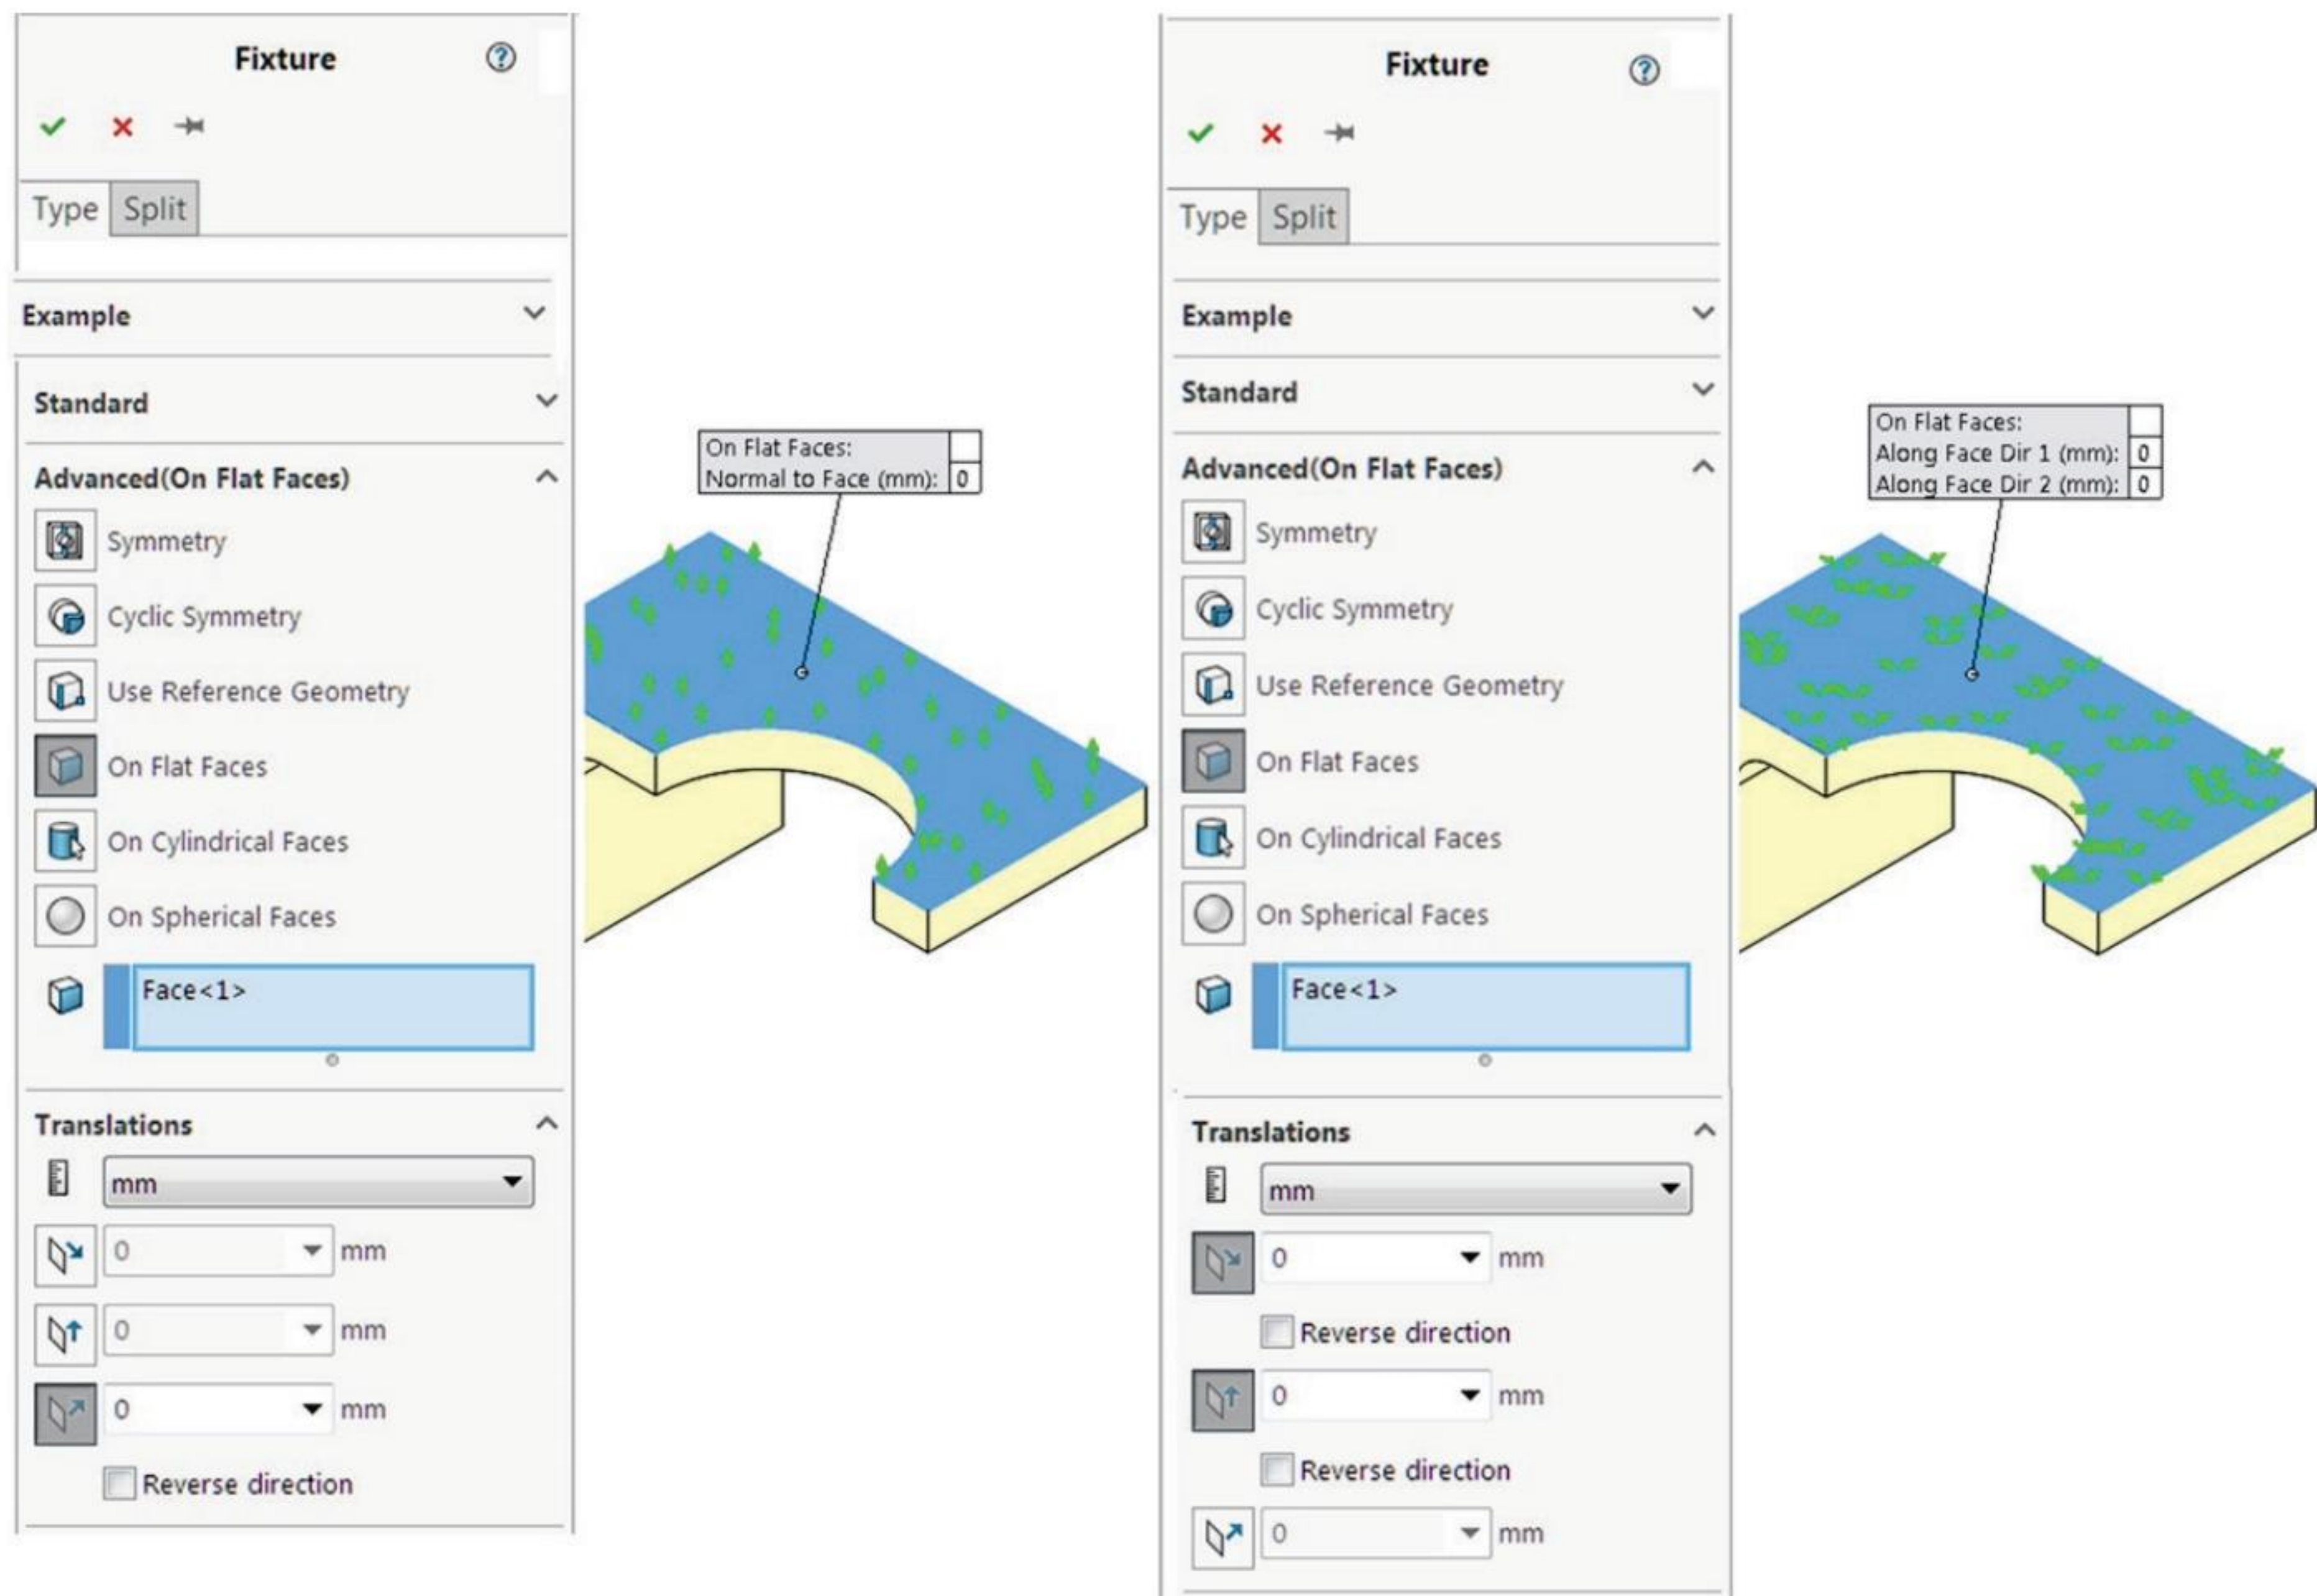 Fixture
?
Type Split
Example
Standard
Advanced(On Flat Faces)
Symmetry
Cyclic Symmetry
Use Reference Geometry
On Flat Faces
On Cylindrical Faces
On Spherical Faces
Face<1>
Translations
mm
0 mm
0 mm
0 mm
Reverse direction
On Flat Faces:
Normal to Face (mm): 0
Fixture
?
Type Split
Example
Standard
Advanced(On Flat Faces)
Symmetry
Cyclic Symmetry
Use Reference Geometry
On Flat Faces
On Cylindrical Faces
On Spherical Faces
Face<1>
Translations
mm
0 mm
Reverse direction
0 mm
Reverse direction
0 mm
On Flat Faces:
Along Face Dir 1 (mm): 0
Along Face Dir 2 (mm): 0